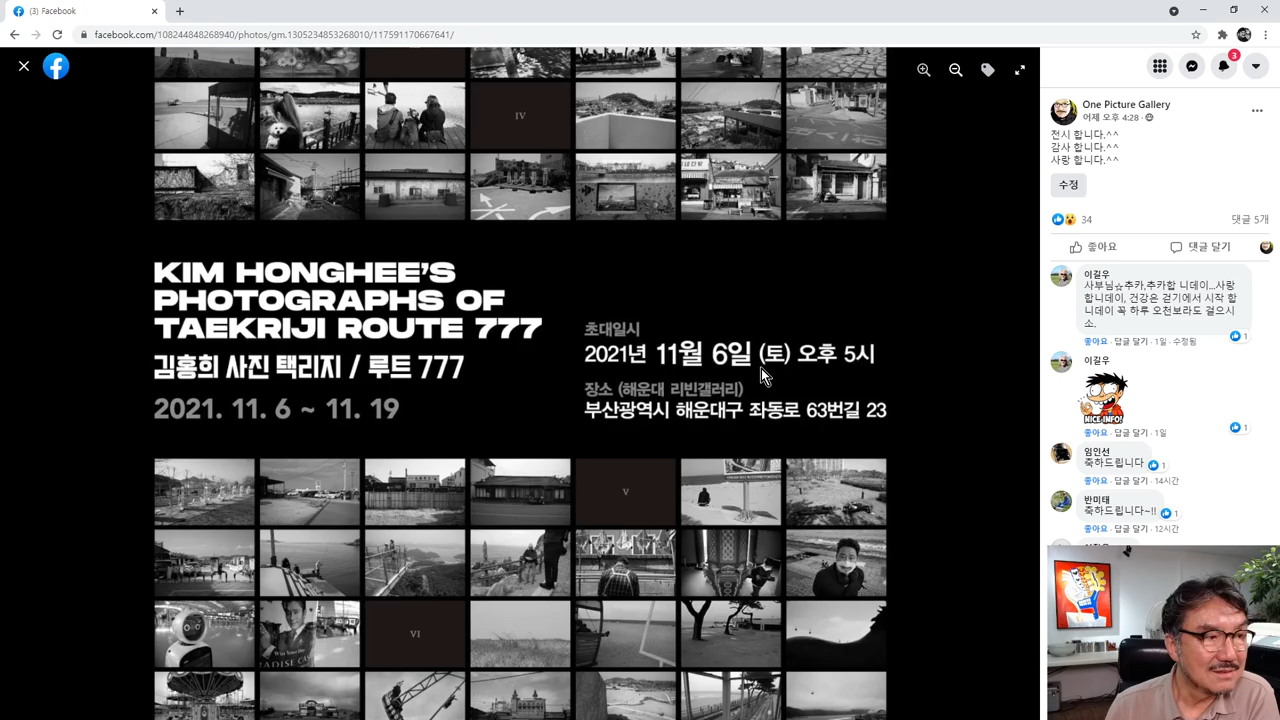 (3) Facebook
facebook.com/108244848268940/photos/gm.1305234853268010/117591170667641/
3
IV
KIM HONGHEE'S
PHOTOGRAPHS OF
TAEKRIJI ROUTE 777
김홍희 사진 택리지 / 루트 777
2021. 11. 6 ~ 11. 19
초대일시
2021년 11월 6일 (토) 오후 5시
장소 (해운대 리빈갤러리)
부산광역시 해운대구 좌동로 63번길 23
V
VI
PARADISE
One Picture Gallery
어제 오후 4:28 ·
전시 합니다.^^
감사 합니다.^^
사랑 합니다.^^
수정
34
댓글 5개
좋아요
댓글 달기
이걸우
추카,추카합 니데이...사랑
합니데이, 건강은 걷기에서 시작 합
니데이 꼭 하루 오전보라도 걸으시
소.
1
좋아요 · 답글 달기 · 1일 · 수정됨
이걸우
NICE INFO!
1
좋아요 · 답글 달기 · 1일
임인선
축하드립니다
1
좋아요 · 답글 달기 · 14시간
반미태
축하드립니다~!!
1
좋아요 · 답글 달기 · 12시간